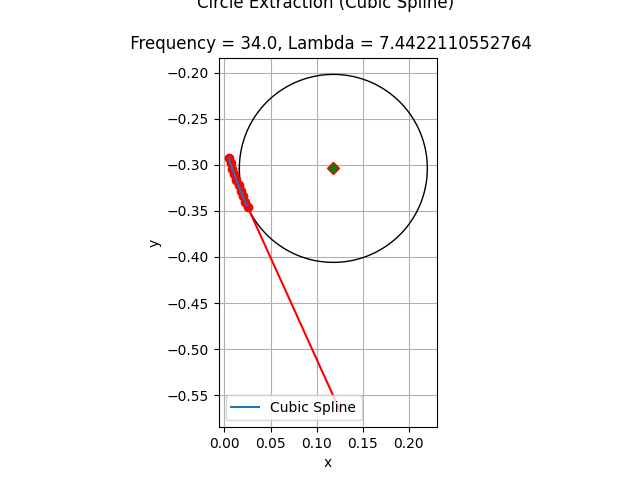 Circle Extraction (Cubic Spline)
Frequency = 34.0, Lambda = 7.4422110552764
−0.20
−0.25
−0.30
−0.35
−0.40
−0.45
−0.50
−0.55
y
Cubic Spline
0.00 0.05 0.10 0.15 0.20
x